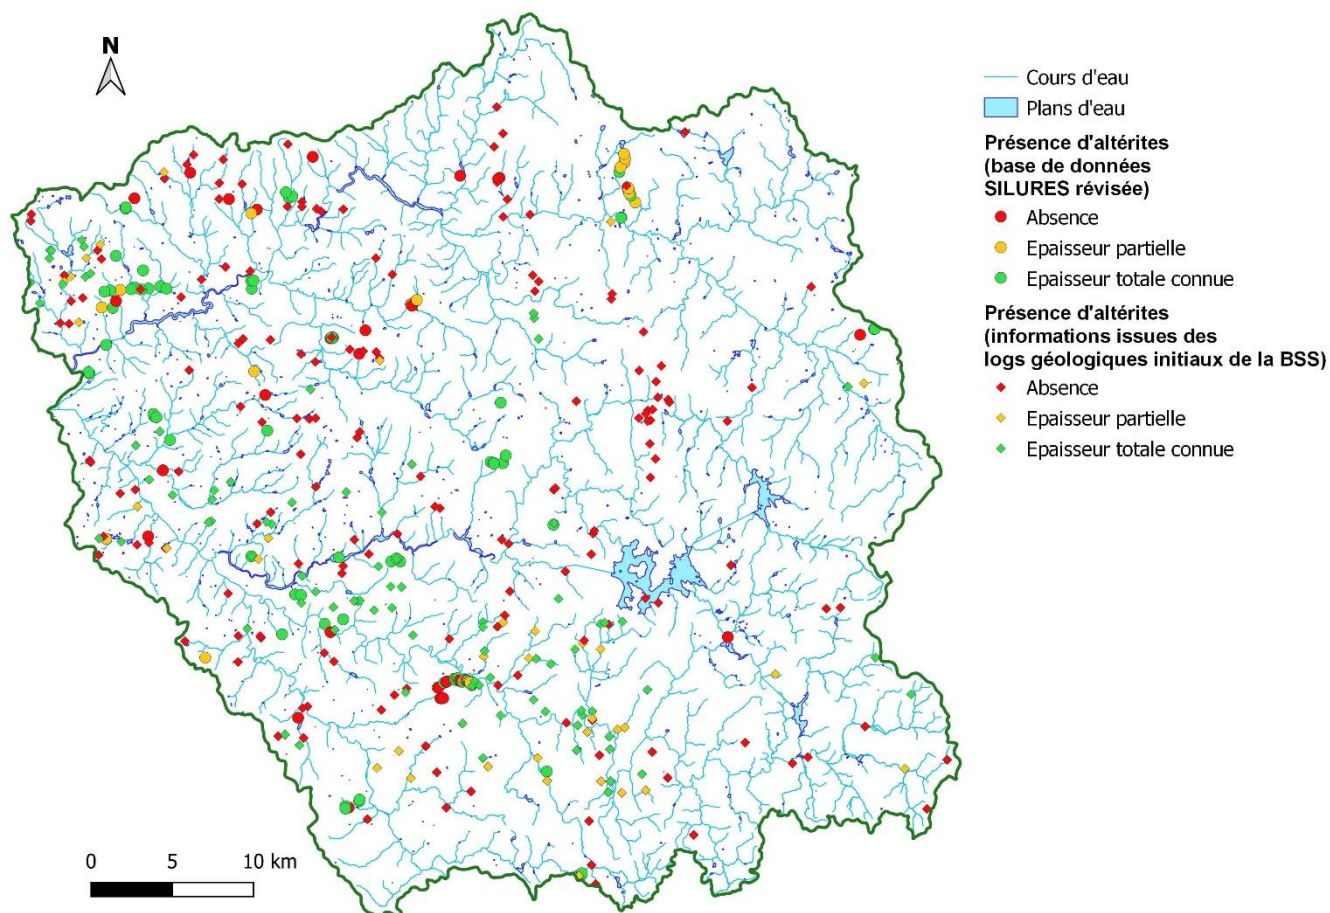 N
Cours d'eau
Plans d'eau
Présence d'altérites
(base de données
SILURES révisée)
Absence
Epaisseur partielle
Epaisseur totale connue
Présence d'altérites
(informations issues des
logs géologiques initiaux de la BSS)
Absence
Epaisseur partielle
Epaisseur totale connue
0 5 10 km